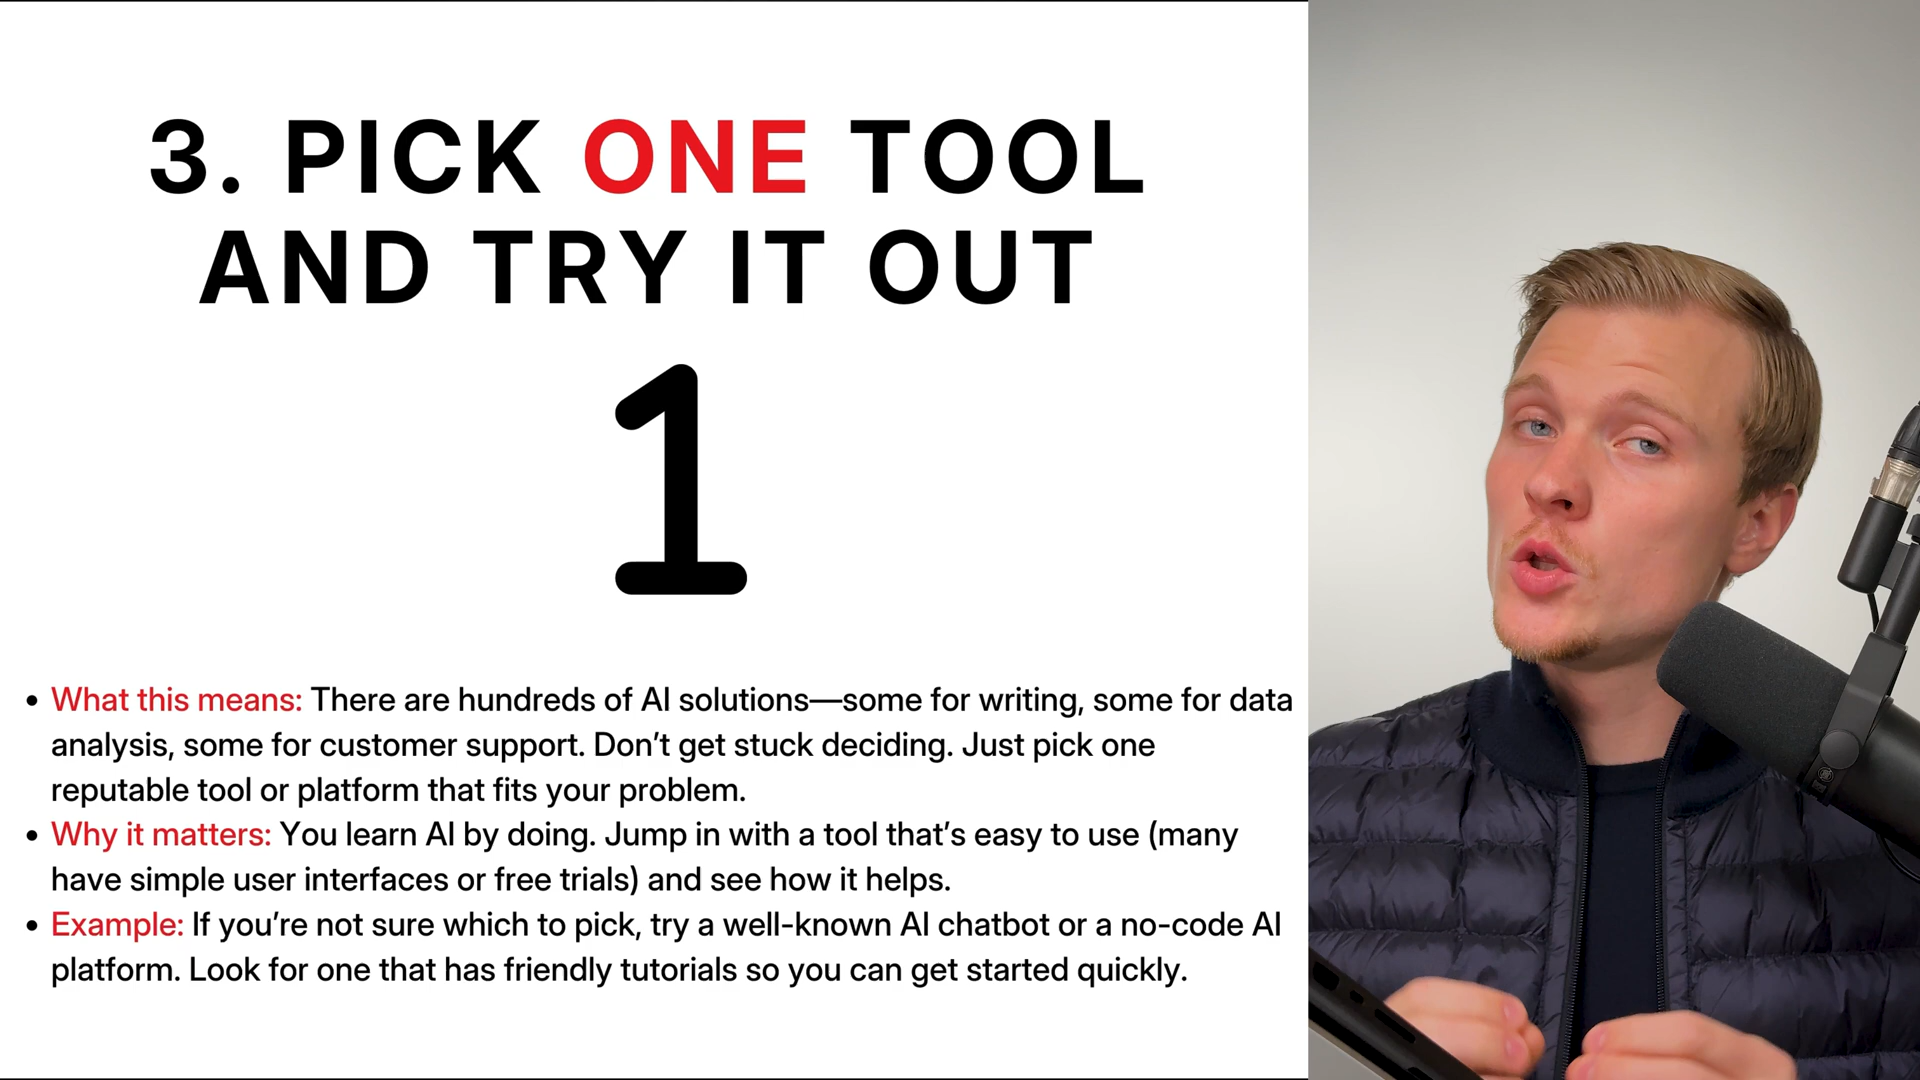 3. PICK ONE TOOL
AND TRY IT OUT
1
• What this means: There are hundreds of AI solutions—some for writing, some for data
analysis, some for customer support. Don’t get stuck deciding. Just pick one
reputable tool or platform that fits your problem.
• Why it matters: You learn AI by doing. Jump in with a tool that’s easy to use (many
have simple user interfaces or free trials) and see how it helps.
• Example: If you’re not sure which to pick, try a well-known AI chatbot or a no-code AI
platform. Look for one that has friendly tutorials so you can get started quickly.